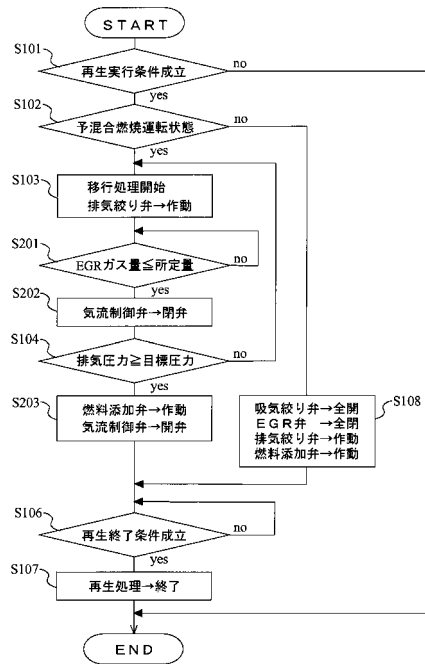 START
S101
再生実行条件成立
no
yes
S102
予混合燃焼運転状態
no
yes
S103
移行処理開始
排気絞り弁→作動
S201
EGRガス量≦所定量
no
yes
S202
気流制御弁→閉弁
S104
排気圧力≧目標圧力
no
yes
S203
燃料添加弁→作動
気流制御弁→開弁
S108
吸気絞り弁→全開
EGR弁 →全閉
排気絞り弁→作動
燃料添加弁→作動
S106
再生終了条件成立
no
yes
S107
再生処理→終了
END